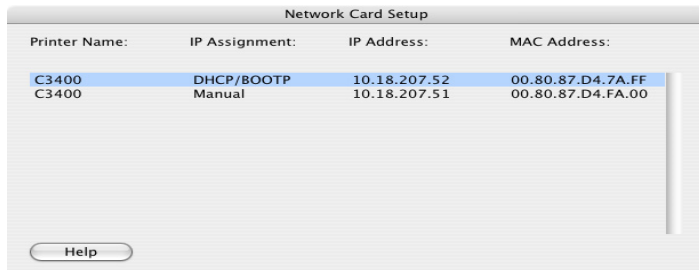 Network Card Setup
Printer Name: IP Assignment: IP Address: MAC Address:
C3400 DHCP/BOOTP 10.18.207.52 00.80.87.D4.7A.FF
C3400 Manual 10.18.207.51 00.80.87.D4.FA.00
Help